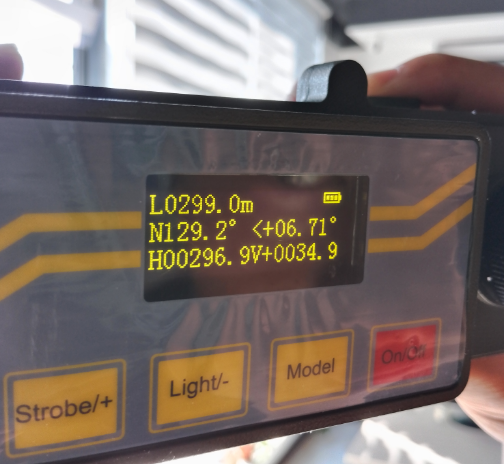 L0299.0m
N129.2° <+06.71°
H00296.9V+0034.9
Strobe/+
Light/-
Model
On/Off